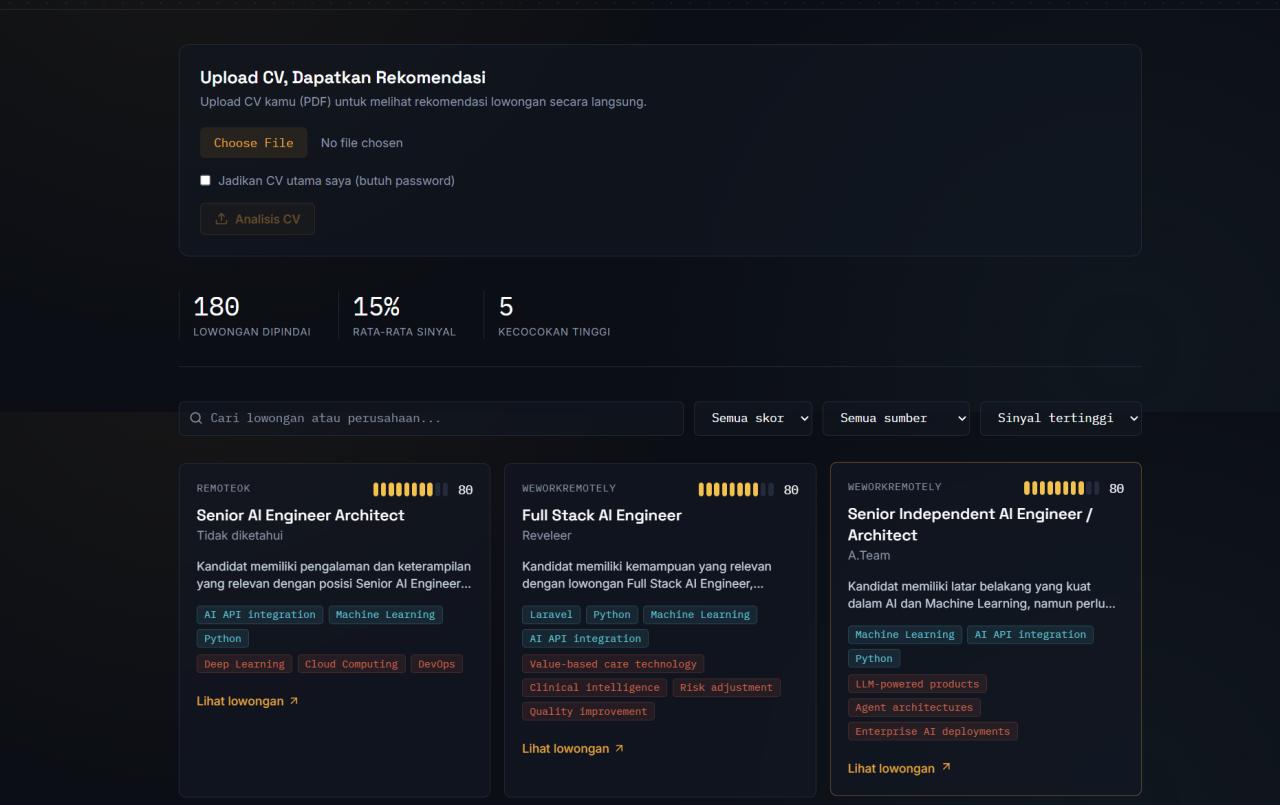 Upload CV, Dapatkan Rekomendasi
Upload CV kamu (PDF) untuk melihat rekomendasi lowongan secara langsung.
Choose File No file chosen
Jadikan CV utama saya (butuh password)
Analisis CV
180 15% 5
LOWONGAN DIPINDAI RATA-RATA SINYAL KECOCOKAN TINGGI
Cari lowongan atau perusahaan... Semua skor Semua sumber Sinyal tertinggi
REMOTEOK 80
Senior AI Engineer Architect
Tidak diketahui
Kandidat memiliki pengalaman dan keterampilan
yang relevan dengan posisi Senior AI Engineer...
AI API integration Machine Learning
Python
Deep Learning Cloud Computing DevOps
Lihat lowongan
WEWORKREMOTELY 80
Full Stack AI Engineer
Reveleer
Kandidat memiliki kemampuan yang relevan
dengan lowongan Full Stack AI Engineer,...
Laravel Python Machine Learning
AI API integration
Value-based care technology
Clinical intelligence Risk adjustment
Quality improvement
Lihat lowongan
WEWORKREMOTELY 80
Senior Independent AI Engineer /
Architect
A.Team
Kandidat memiliki latar belakang yang kuat
dalam AI dan Machine Learning, namun perlu...
Machine Learning AI API integration
Python
LLM-powered products
Agent architectures
Enterprise AI deployments
Lihat lowongan